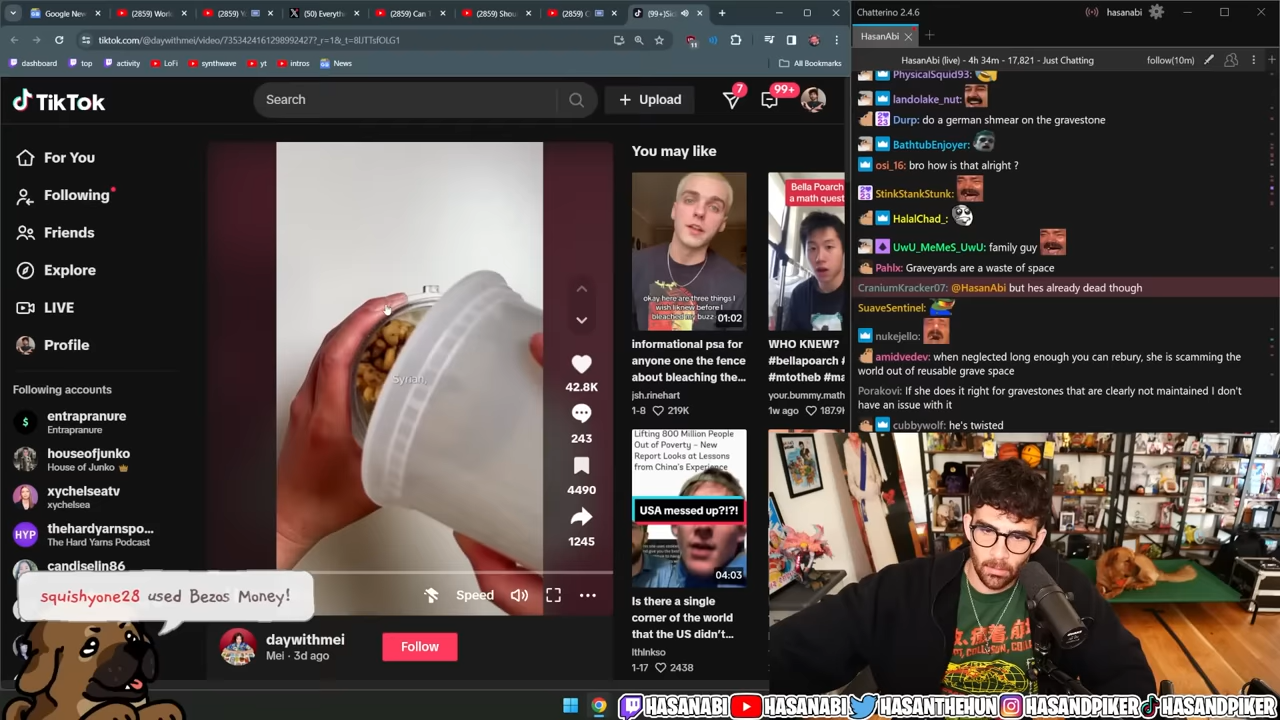 Google New
(2859) Work
(2859) Y
(50) Everyth
(2859) Can T
(2859) Shou
(2859) C
tiktok.com/@daywithmei/video/7353424161298992427?_r=1&_t=8lJTTsfOLG1
dashboard
top
activity
LoFi
synthwave
yt
intros
News
All Bookmarks
TikTok
Search
Upload
7
99+
For You
Following
Friends
Explore
LIVE
Profile
Following accounts
entrapranure
Entrapranure
houseofjunko
House of Junko
xychelseatv
xychelsea
HYP
thehardyarnspo...
The Hard Yarns Podcast
candiselin86
squishyone28 used Bezos Money!
Syrian,
42.8K
243
4490
1245
Speed
daywithmei
Mei · 3d ago
Follow
You may like
okay here are three things I
wish I knew before I
bleached my buzz
01:02
informational psa for
anyone one the fence
about bleaching the...
jsh.rinehart
1-8 219K
Bella Poarch
a math quest
WHO KNEW?
#bellapoarch
#mtotheb #ma
your.bummy.math
1w ago 187.9K
Lifting 800 Million People
Out of Poverty – New
Report Looks at Lessons
from China's Experience
USA messed up?!?!
04:03
Is there a single
corner of the world
that the US didn't...
lthlnkso
1-17 2438
Chatterino 2.4.6
hasanabi
HasanAbi
HasanAbi (live) - 4h 34m - 17,821 - Just Chatting
follow(10m)
PhysicalSquid93:
landolake_nut:
Durp: do a german shmear on the gravestone
BathtubEnjoyer:
osi_16: bro how is that alright ?
StinkStankStunk:
HalalChad_:
UwU_MeMeS_UwU: family guy
Pahlx: Graveyards are a waste of space
CraniumKracker07: @HasanAbi but hes already dead though
SuaveSentinel:
nukejello:
amidvedev: when neglected long enough you can rebury, she is scamming the
world out of reusable grave space
Porakovi: If she does it right for gravestones that are clearly not maintained I don't
have an issue with it
cubbywolf: he's twisted
HASANABI
HASANABI
HASANTHEHUN
HASANDPIKER
HASANDPIKER